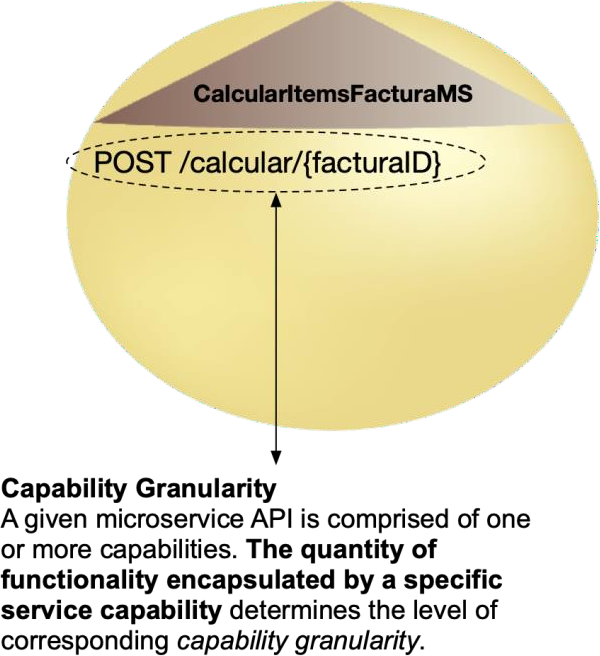 CalcularItemsFacturaMS
POST /calcular/{facturaID}
Capability Granularity
A given microservice API is comprised of one
or more capabilities. The quantity of
functionality encapsulated by a specific
service capability determines the level of
corresponding capability granularity.